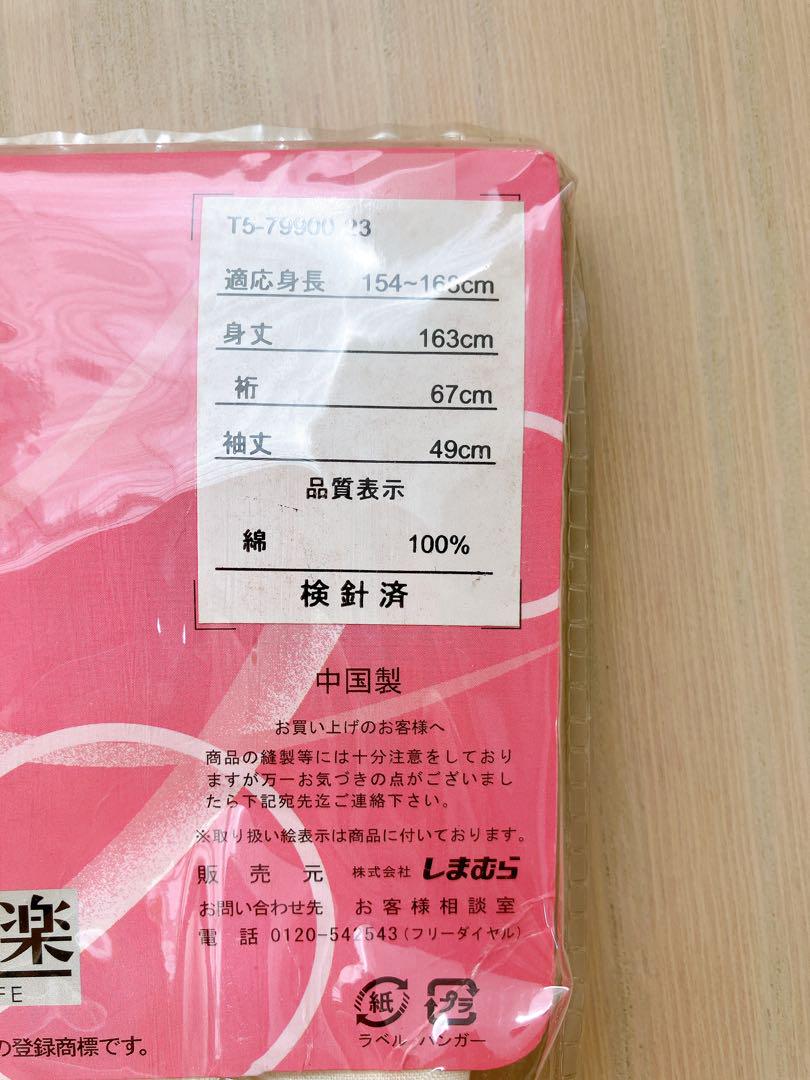 T5-79900 23
適応身長 154~168cm
身丈 163cm
裄 67cm
袖丈 49cm
品質表示
綿 100%
検針済
中国製
お買い上げのお客様へ
商品の縫製等には十分注意をしており
ますが万一お気づきの点がございまし
たら下記宛先迄ご連絡下さい。
※取り扱い絵表示は商品に付いております。
販売元 株式会社 しまむら
お問い合わせ先 お客様相談室
電話 0120-542543(フリーダイヤル)
楽
FE
紙 プラ
ラベル ハンガー
の登録商標です。